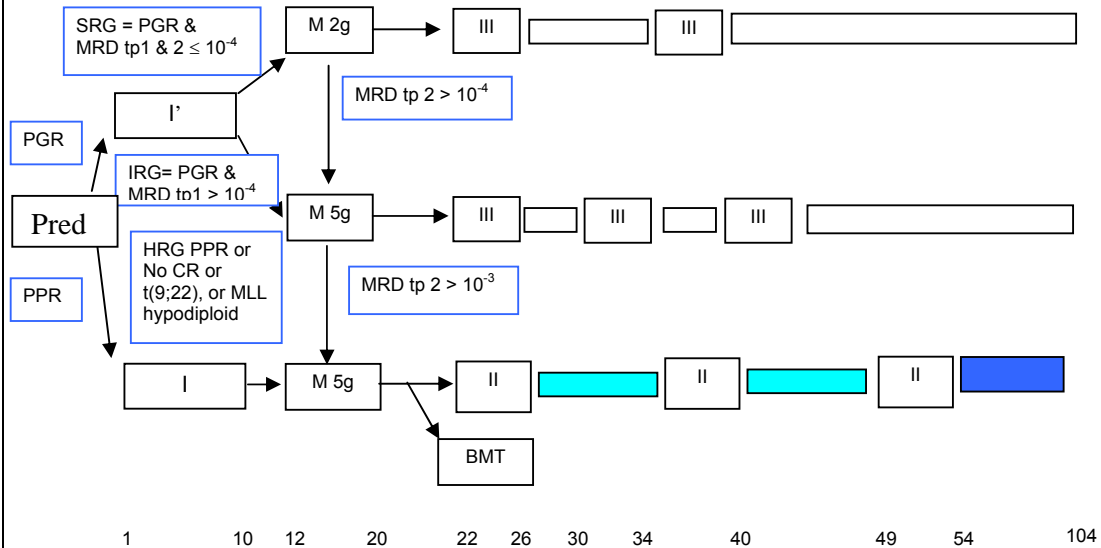 SRG = PGR &
MRD tp1 & 2 ≤ 10⁻⁴
M 2g
III
III
MRD tp 2 > 10⁻⁴
I’
PGR
IRG= PGR &
MRD tp1 > 10⁻⁴
Pred
M 5g
III
III
III
HRG PPR or
No CR or
t(9;22), or MLL
hypodiploid
MRD tp 2 > 10⁻³
PPR
I
M 5g
II
II
II
BMT
1 10 12 20 22 26 30 34 40 49 54 104